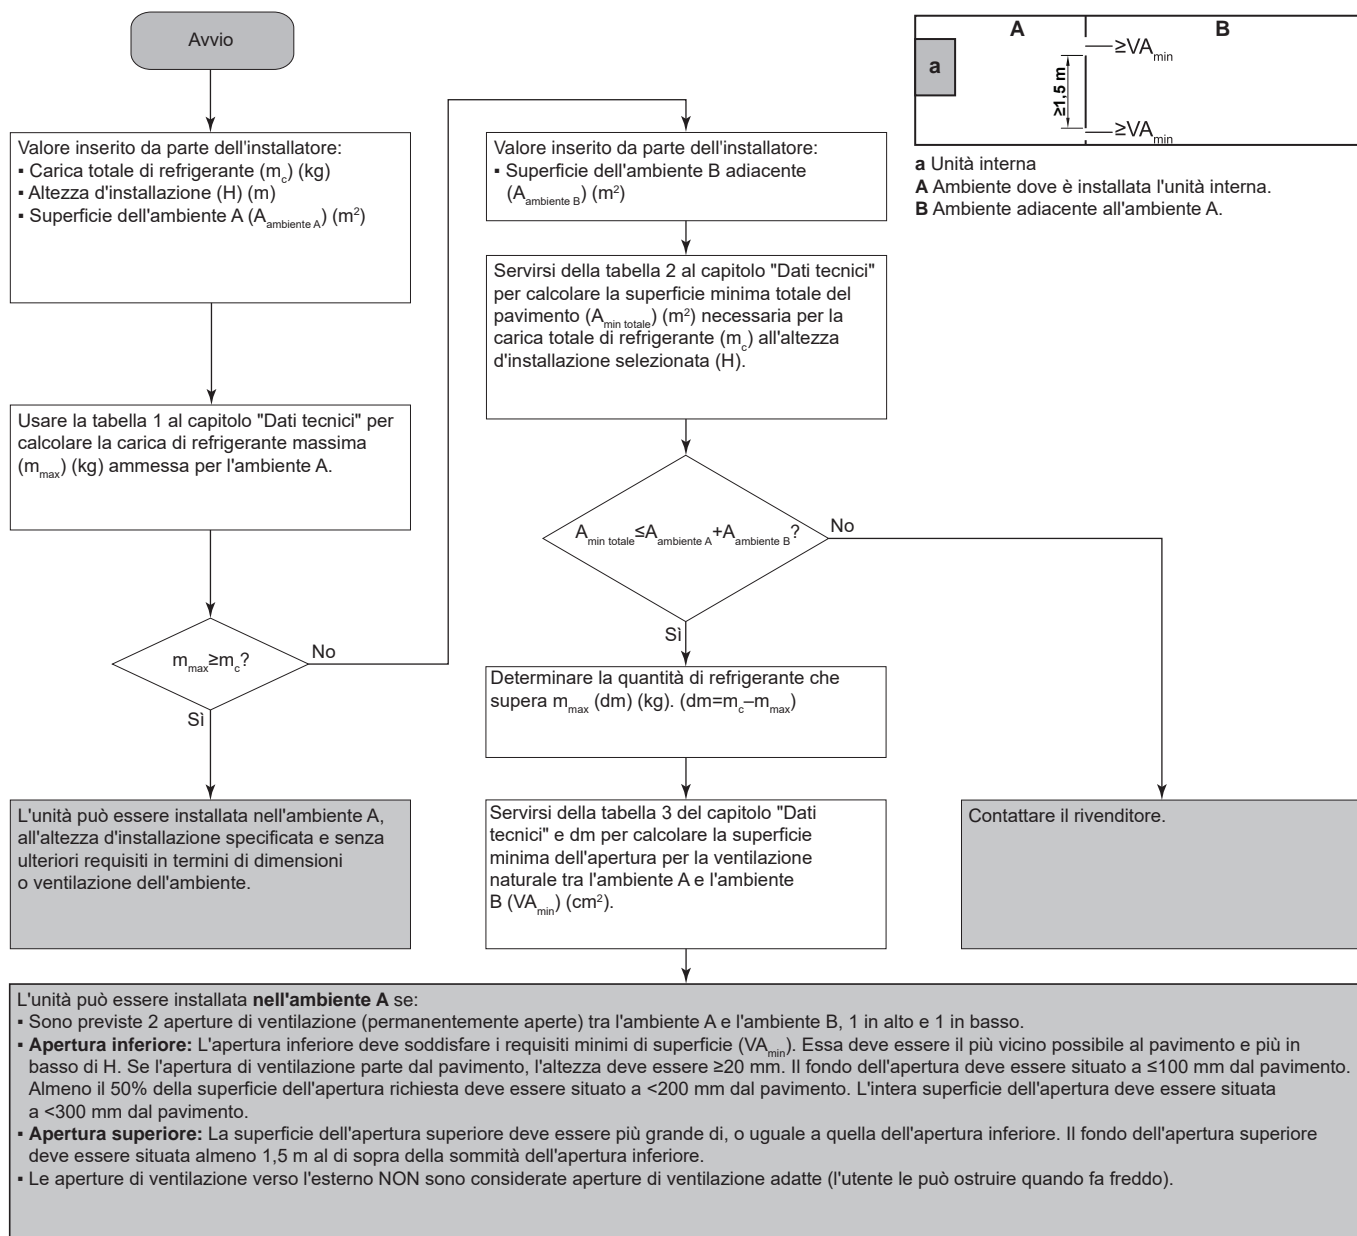 Avvio
Valore inserito da parte dell'installatore:
▪ Carica totale di refrigerante (mc) (kg)
▪ Altezza d'installazione (H) (m)
▪ Superficie dell'ambiente A (Aambiente A) (m²)
Usare la tabella 1 al capitolo "Dati tecnici" per
calcolare la carica di refrigerante massima
(mmax) (kg) ammessa per l'ambiente A.
mmax≥mc?
No
Sì
L'unità può essere installata nell'ambiente A,
all'altezza d'installazione specificata e senza
ulteriori requisiti in termini di dimensioni
o ventilazione dell'ambiente.
Valore inserito da parte dell'installatore:
▪ Superficie dell'ambiente B adiacente
(Aambiente B) (m²)
Servirsi della tabella 2 al capitolo "Dati tecnici"
per calcolare la superficie minima totale del
pavimento (Amin totale) (m²) necessaria per la
carica totale di refrigerante (mc) all'altezza
d'installazione selezionata (H).
Amin totale≤Aambiente A+Aambiente B?
No
Sì
Determinare la quantità di refrigerante che
supera mmax (dm) (kg). (dm=mc–mmax)
Servirsi della tabella 3 del capitolo "Dati
tecnici" e dm per calcolare la superficie
minima dell'apertura per la ventilazione
naturale tra l'ambiente A e l'ambiente
B (VAmin) (cm²).
Contattare il rivenditore.
A
B
a
≥1,5 m
≥VAmin
≥VAmin
a Unità interna
A Ambiente dove è installata l'unità interna.
B Ambiente adiacente all'ambiente A.
L'unità può essere installata nell'ambiente A se:
▪ Sono previste 2 aperture di ventilazione (permanentemente aperte) tra l'ambiente A e l'ambiente B, 1 in alto e 1 in basso.
▪ Apertura inferiore: L'apertura inferiore deve soddisfare i requisiti minimi di superficie (VAmin). Essa deve essere il più vicino possibile al pavimento e più in
basso di H. Se l'apertura di ventilazione parte dal pavimento, l'altezza deve essere ≥20 mm. Il fondo dell'apertura deve essere situato a ≤100 mm dal pavimento.
Almeno il 50% della superficie dell'apertura richiesta deve essere situato a <200 mm dal pavimento. L'intera superficie dell'apertura deve essere situata
a <300 mm dal pavimento.
▪ Apertura superiore: La superficie dell'apertura superiore deve essere più grande di, o uguale a quella dell'apertura inferiore. Il fondo dell'apertura superiore
deve essere situata almeno 1,5 m al di sopra della sommità dell'apertura inferiore.
▪ Le aperture di ventilazione verso l'esterno NON sono considerate aperture di ventilazione adatte (l'utente le può ostruire quando fa freddo).